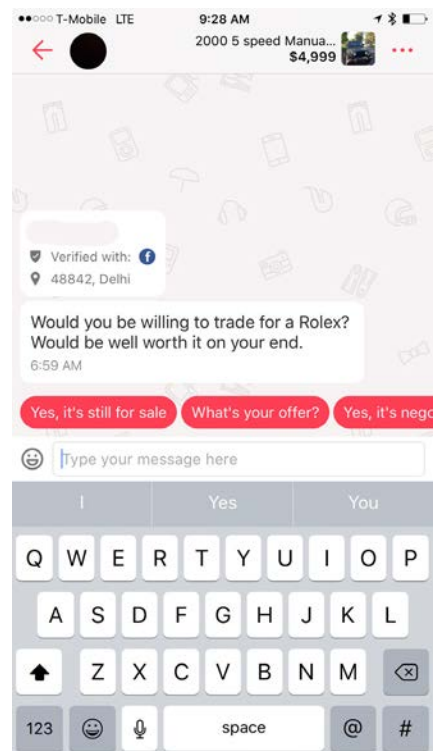 T-Mobile LTE 9:28 AM
2000 5 speed Manua...
$4,999
Verified with:
48842, Delhi
Would you be willing to trade for a Rolex?
Would be well worth it on your end.
6:59 AM
Yes, it's still for sale What's your offer? Yes, it's nego
Type your message here
I Yes You
Q W E R T Y U I O P
A S D F G H J K L
Z X C V B N M
123 space @ #